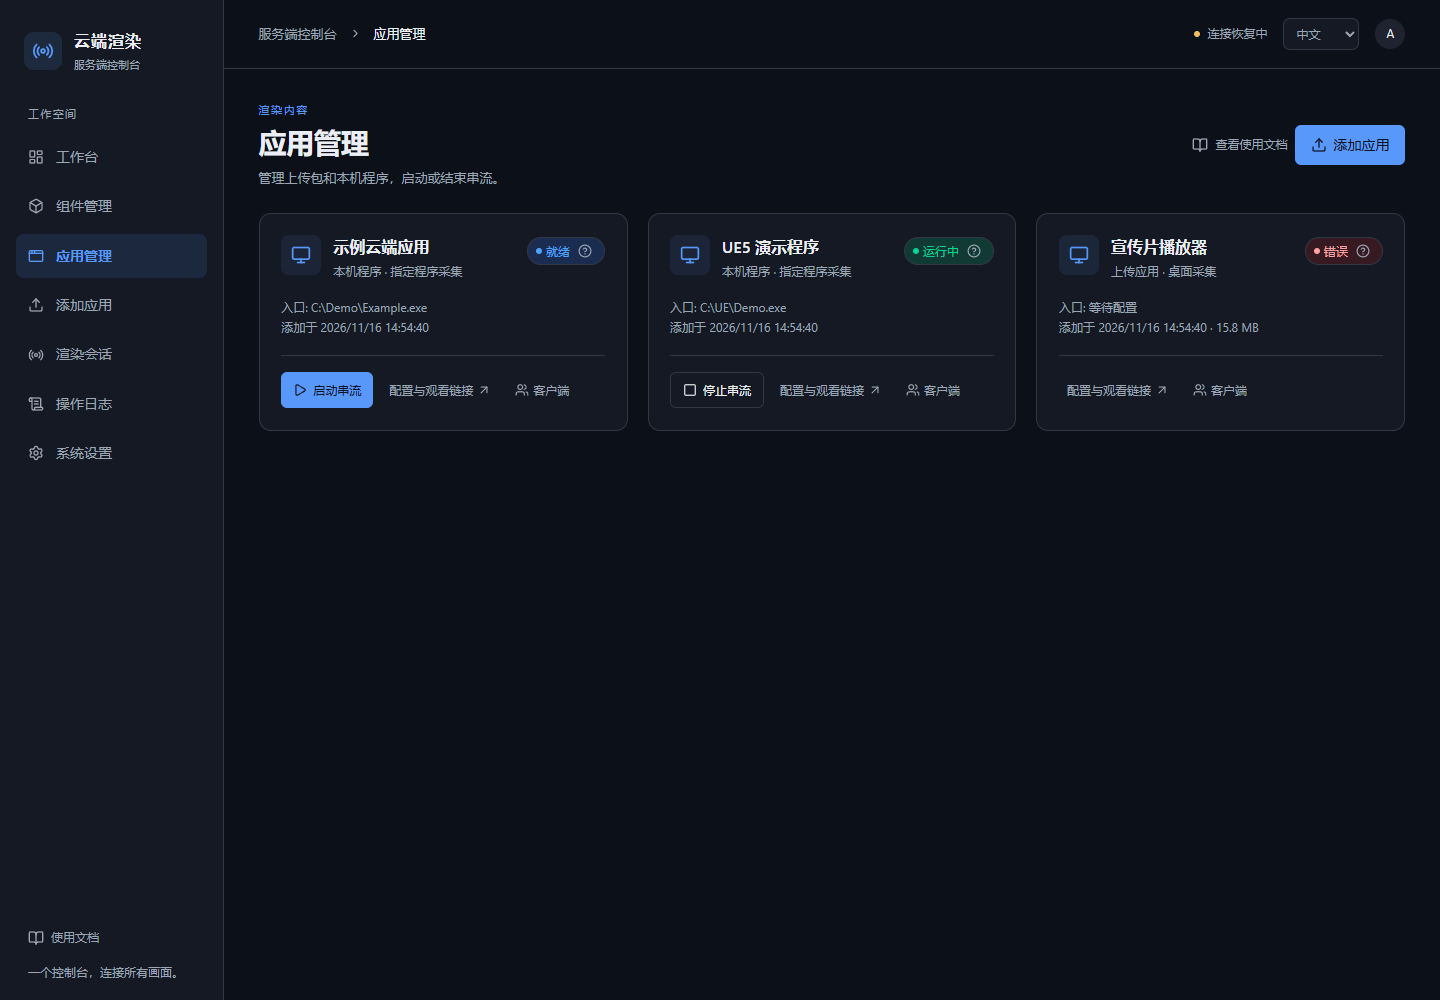 云端渲染
服务端控制台
工作空间
工作台
组件管理
应用管理
添加应用
渲染会话
操作日志
系统设置
使用文档
一个控制台，连接所有画面。
服务端控制台 > 应用管理
连接恢复中
中文
A
渲染内容
应用管理
管理上传包和本机程序，启动或结束串流。
查看使用文档
添加应用
示例云端应用
就绪
本机程序 · 指定程序采集
入口: C:\Demo\Example.exe
添加于 2026/11/16 14:54:40
启动串流
配置与观看链接
客户端
UE5 演示程序
运行中
本机程序 · 指定程序采集
入口: C:\UE\Demo.exe
添加于 2026/11/16 14:54:40
停止串流
配置与观看链接
客户端
宣传片播放器
错误
上传应用 · 桌面采集
入口: 等待配置
添加于 2026/11/16 14:54:40 · 15.8 MB
配置与观看链接
客户端